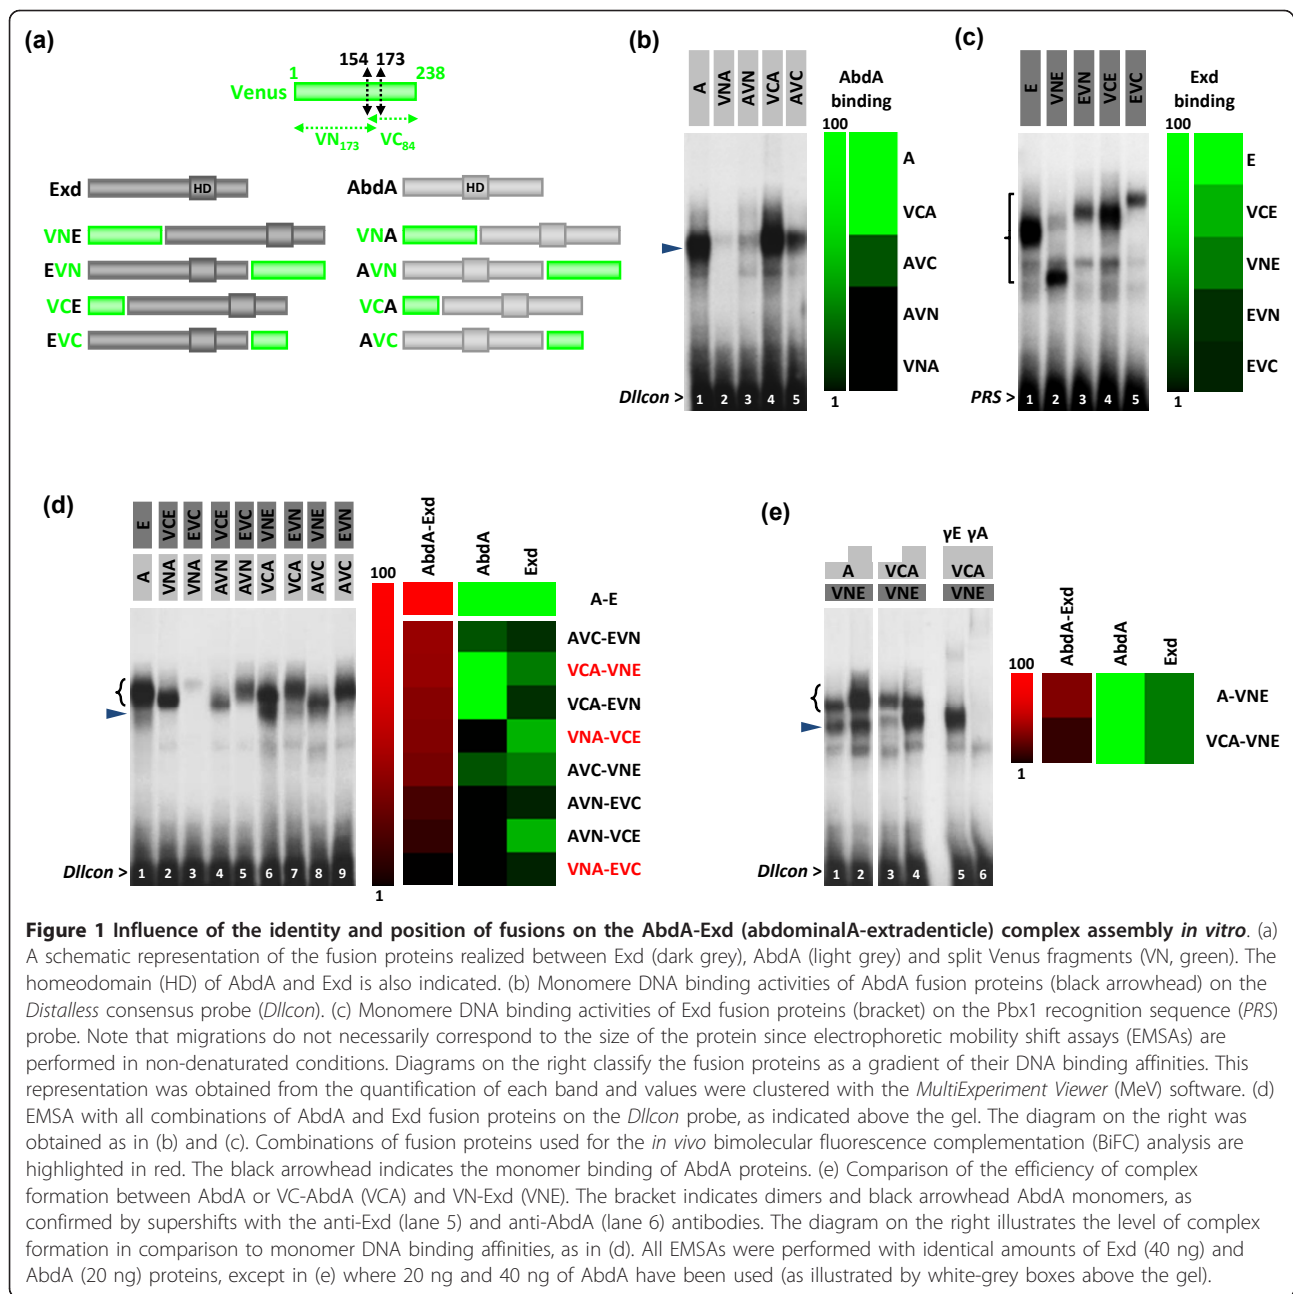 (a)
154 173
1 238
Venus
VN173 VC84
Exd HD
AbdA HD
VNE
VNA
EVN
AVN
VCE
VCA
EVC
AVC
(b)
A VNA AVN VCA AVC
AbdA binding
100
A
VCA
AVC
AVN
VNA
Dllcon > 1 2 3 4 5
1
(c)
E VNE EVN VCE EVC
Exd binding
100
E
VCE
VNE
EVN
EVC
PRS > 1 2 3 4 5
1
(d)
E VCE EVC VCE EVC VNE EVN VNE EVN
A VNA VNA AVN AVN VCA VCA AVC AVC
AbdA-Exd AbdA Exd
100
A-E
AVC-EVN
VCA-VNE
VCA-EVN
VNA-VCE
AVC-VNE
AVN-EVC
AVN-VCE
VNA-EVC
Dllcon > 1 2 3 4 5 6 7 8 9
1
(e)
γE γA
A VCA VCA
VNE VNE VNE
AbdA-Exd AbdA Exd
100
A-VNE
VCA-VNE
1
Dllcon > 1 2 3 4 5 6
Figure 1 Influence of the identity and position of fusions on the AbdA-Exd (abdominalA-extradenticle) complex assembly in vitro. (a)
A schematic representation of the fusion proteins realized between Exd (dark grey), AbdA (light grey) and split Venus fragments (VN, green). The
homeodomain (HD) of AbdA and Exd is also indicated. (b) Monomere DNA binding activities of AbdA fusion proteins (black arrowhead) on the
Distalless consensus probe (Dllcon). (c) Monomere DNA binding activities of Exd fusion proteins (bracket) on the Pbx1 recognition sequence (PRS)
probe. Note that migrations do not necessarily correspond to the size of the protein since electrophoretic mobility shift assays (EMSAs) are
performed in non-denaturated conditions. Diagrams on the right classify the fusion proteins as a gradient of their DNA binding affinities. This
representation was obtained from the quantification of each band and values were clustered with the MultiExperiment Viewer (MeV) software. (d)
EMSA with all combinations of AbdA and Exd fusion proteins on the Dllcon probe, as indicated above the gel. The diagram on the right was
obtained as in (b) and (c). Combinations of fusion proteins used for the in vivo bimolecular fluorescence complementation (BiFC) analysis are
highlighted in red. The black arrowhead indicates the monomer binding of AbdA proteins. (e) Comparison of the efficiency of complex
formation between AbdA or VC-AbdA (VCA) and VN-Exd (VNE). The bracket indicates dimers and black arrowhead AbdA monomers, as
confirmed by supershifts with the anti-Exd (lane 5) and anti-AbdA (lane 6) antibodies. The diagram on the right illustrates the level of complex
formation in comparison to monomer DNA binding affinities, as in (d). All EMSAs were performed with identical amounts of Exd (40 ng) and
AbdA (20 ng) proteins, except in (e) where 20 ng and 40 ng of AbdA have been used (as illustrated by white-grey boxes above the gel).